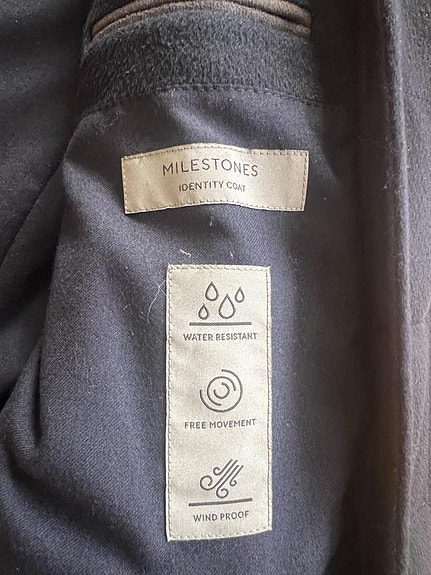 MILESTONES
IDENTITY COAT
WATER RESISTANT
FREE MOVEMENT
WIND PROOF